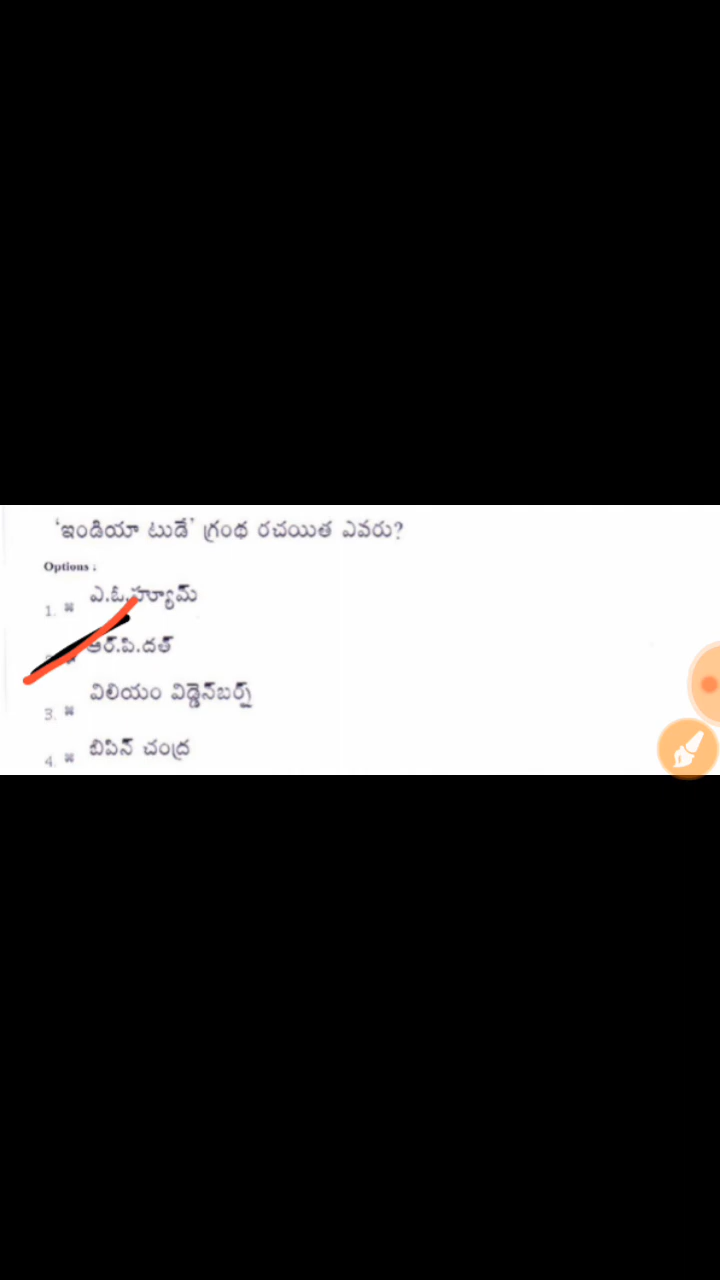 'ఇండియా టుడే' గ్రంథ రచయిత ఎవరు?
Options :
1. ఎ.ఓ.హ్యూమ్
ఆర్.పి.దత్
3. విలియం విడ్డెన్‌బర్న్
4. బిపిన్ చంద్ర